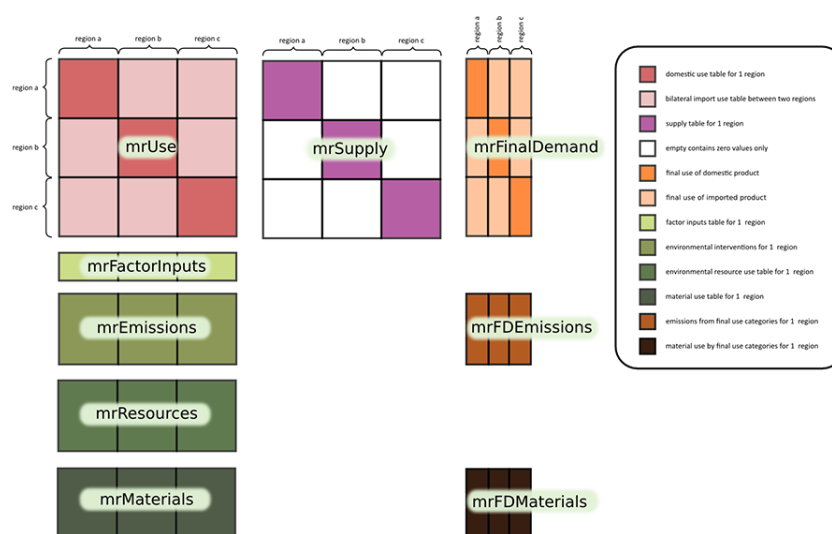 region a
region b
region c
region a
region b
region c
region a
region b
region c
region a
region b
region c
mrUse
mrSupply
mrFinalDemand
mrFactorInputs
mrEmissions
mrFDEmissions
mrResources
mrMaterials
mrFDMaterials
domestic use table for 1 region
bilateral import use table between two regions
supply table for 1 region
empty contains zero values only
final use of domestic product
final use of imported product
factor inputs table for 1 region
environmental interventions for 1 region
environmental resource use table for 1 region
material use table for 1 region
emissions from final use categories for 1 region
material use by final use categories for 1 region